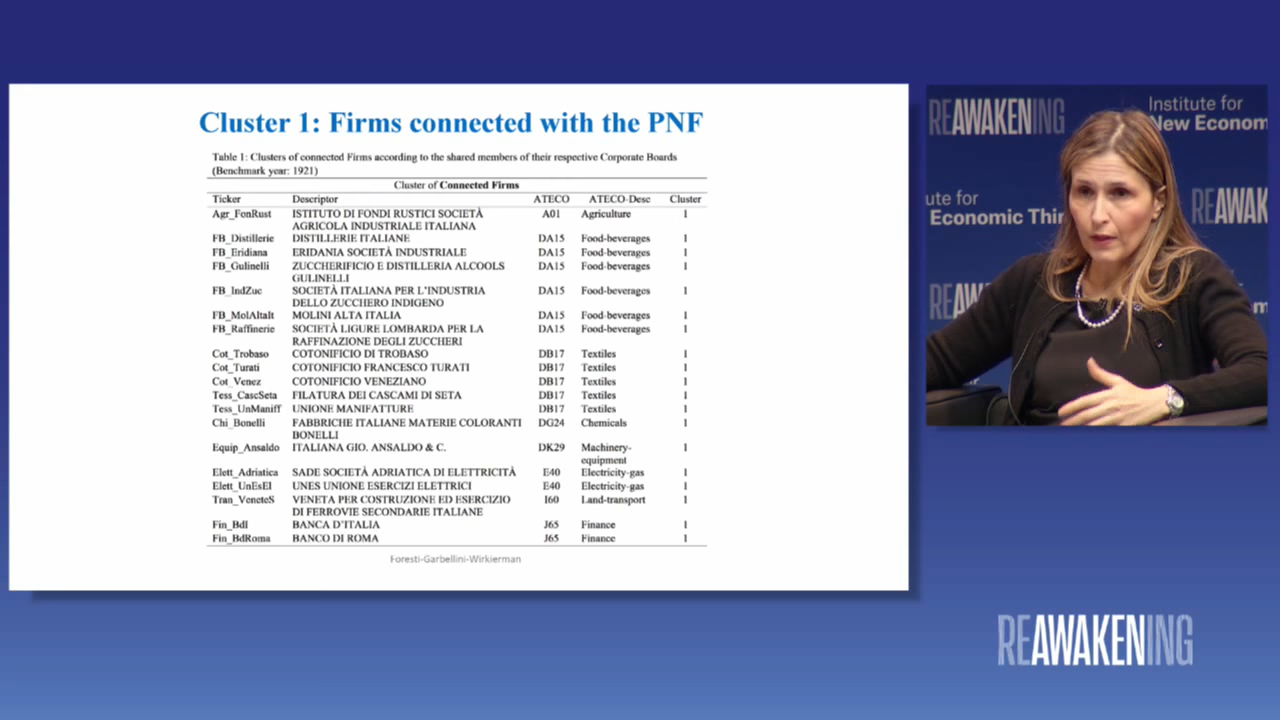 Cluster 1: Firms connected with the PNF
Table 1: Clusters of connected Firms according to the shared members of their respective Corporate Boards
(Benchmark year: 1921)
Cluster of Connected Firms
Ticker Descriptor ATECO ATECO-Desc Cluster
Agr_FonRust ISTITUTO DI FONDI RUSTICI SOCIETÀ A01 Agriculture 1
AGRICOLA INDUSTRIALE ITALIANA
FB_Distillerie DISTILLERIE ITALIANE DA15 Food-beverages 1
FB_Eridiana ERIDANIA SOCIETÀ INDUSTRIALE DA15 Food-beverages 1
FB_Gulinelli ZUCCHERIFICIO E DISTILLERIA ALCOOLS DA15 Food-beverages 1
GULINELLI
FB_IndZuc SOCIETÀ ITALIANA PER L'INDUSTRIA DA15 Food-beverages 1
DELLO ZUCCHERO INDIGENO
FB_MolAltaIt MOLINI ALTA ITALIA DA15 Food-beverages 1
FB_Raffinerie SOCIETÀ LIGURE LOMBARDA PER LA DA15 Food-beverages 1
RAFFINAZIONE DEGLI ZUCCHERI
Cot_Trobaso COTONIFICIO DI TROBASO DB17 Textiles 1
Cot_Turati COTONIFICIO FRANCESCO TURATI DB17 Textiles 1
Cot_Venez COTONIFICIO VENEZIANO DB17 Textiles 1
Tess_CascSeta FILATURA DEI CASCAMI DI SETA DB17 Textiles 1
Tess_UnManiff UNIONE MANIFATTURE DB17 Textiles 1
Chi_Bonelli FABBRICHE ITALIANE MATERIE COLORANTI DG24 Chemicals 1
BONELLI
Equip_Ansaldo ITALIANA GIO. ANSALDO & C. DK29 Machinery- 1
equipment
Elett_Adriatica SADE SOCIETÀ ADRIATICA DI ELETTRICITÀ E40 Electricity-gas 1
Elett_UnEsEl UNES UNIONE ESERCIZI ELETTRICI E40 Electricity-gas 1
Tran_VeneteS VENETA PER COSTRUZIONE ED ESERCIZIO I60 Land-transport 1
DI FERROVIE SECONDARIE ITALIANE
Fin_BdI BANCA D'ITALIA J65 Finance 1
Fin_BdRoma BANCO DI ROMA J65 Finance 1
Foresti-Garbellini-Wirkierman
REAWAKENING
Institute for
New Econom
ute for
Economic Thin
REAWAK
REA
m
REAWAKENING